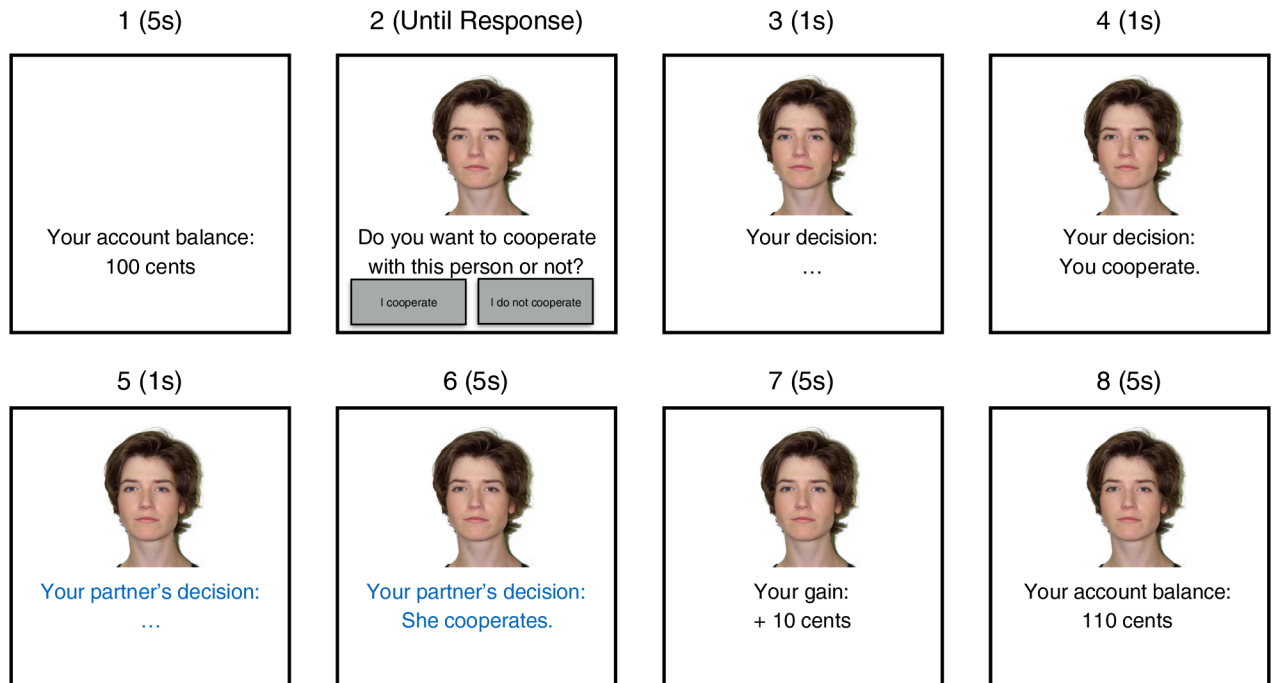 1 (5s)
2 (Until Response)
3 (1s)
4 (1s)
Your account balance:
100 cents
Do you want to cooperate
with this person or not?
I cooperate
I do not cooperate
Your decision:
…
Your decision:
You cooperate.
5 (1s)
6 (5s)
7 (5s)
8 (5s)
Your partner’s decision:
…
Your partner’s decision:
She cooperates.
Your gain:
+ 10 cents
Your account balance:
110 cents